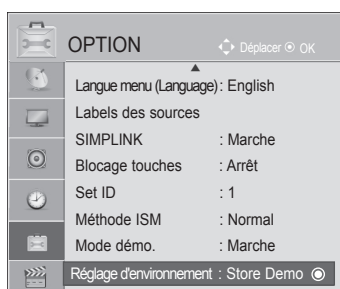 OPTION
Déplacer OK
Langue menu (Language) : English
Labels des sources
SIMPLINK : Marche
Blocage touches : Arrêt
Set ID : 1
Méthode ISM : Normal
Mode démo. : Marche
Réglage d'environnement : Store Demo